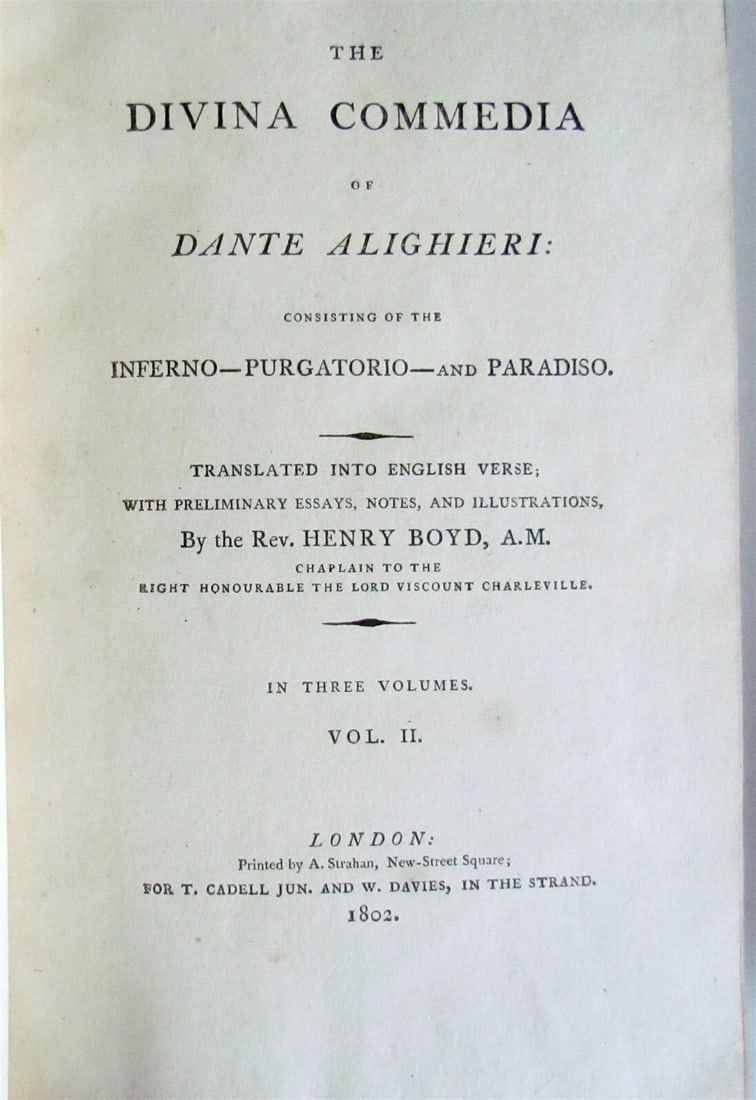 THE
DIVINA COMMEDIA
OF
DANTE ALIGHIERI:
CONSISTING OF THE
INFERNO—PURGATORIO—AND PARADISO.
TRANSLATED INTO ENGLISH VERSE;
WITH PRELIMINARY ESSAYS, NOTES, AND ILLUSTRATIONS,
By the Rev. HENRY BOYD, A.M.
CHAPLAIN TO THE
RIGHT HONOURABLE THE LORD VISCOUNT CHARLEVILLE.
IN THREE VOLUMES.
VOL. II.
LONDON:
Printed by A. Strahan, New-Street Square;
FOR T. CADELL JUN. AND W. DAVIES, IN THE STRAND.
1802.